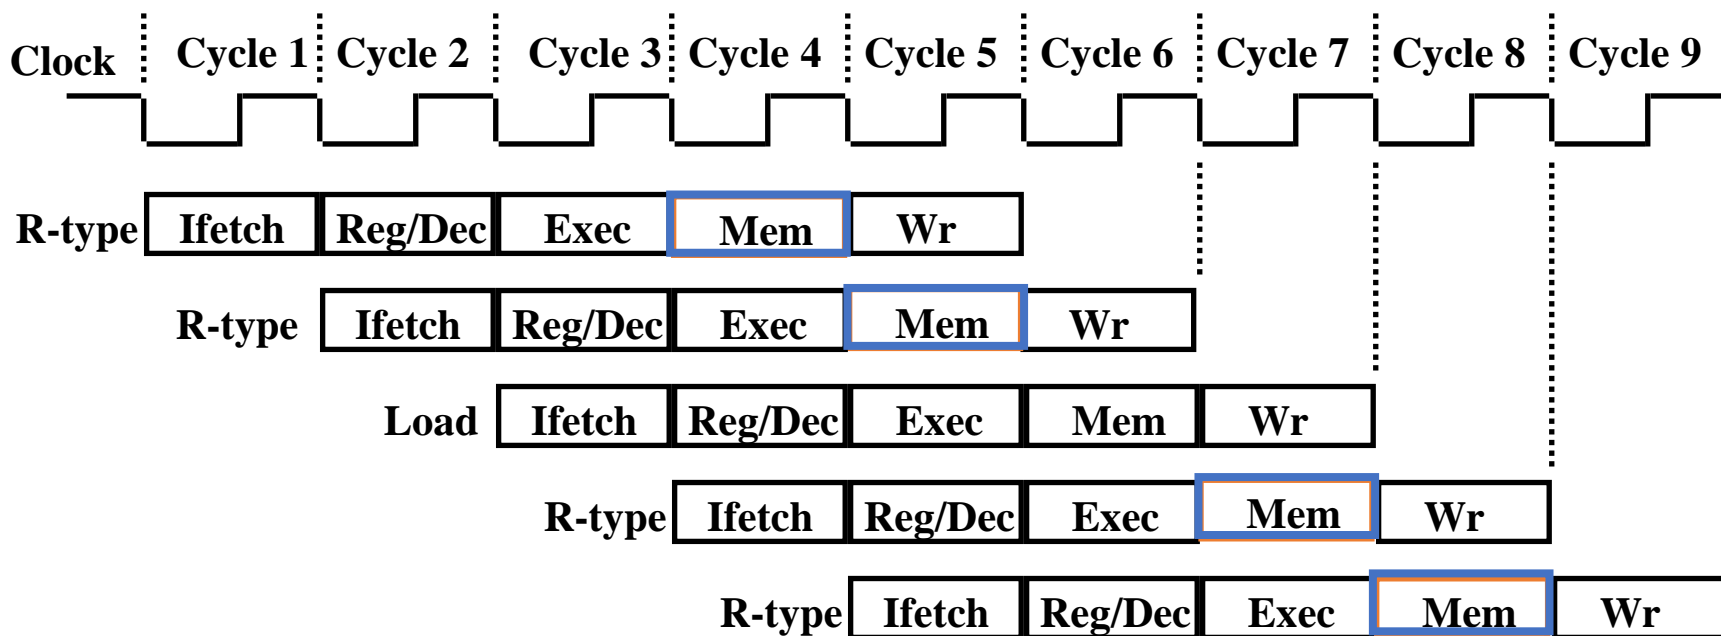 Clock Cycle 1 Cycle 2 Cycle 3 Cycle 4 Cycle 5 Cycle 6 Cycle 7 Cycle 8 Cycle 9
R-type Ifetch Reg/Dec Exec Mem Wr
R-type Ifetch Reg/Dec Exec Mem Wr
Load Ifetch Reg/Dec Exec Mem Wr
R-type Ifetch Reg/Dec Exec Mem Wr
R-type Ifetch Reg/Dec Exec Mem Wr